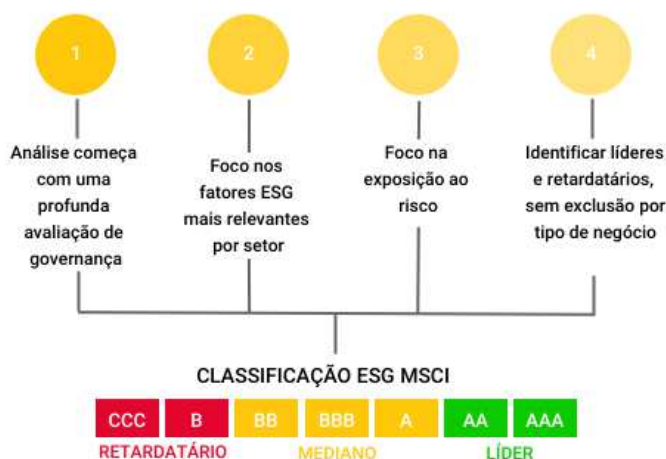 1
2
3
4
Análise começa
com uma
profunda
avaliação de
governança
Foco nos
fatores ESG
mais relevantes
por setor
Foco na
exposição ao
risco
Identificar líderes
e retardatários,
sem exclusão por
tipo de negócio
CLASSIFICAÇÃO ESG MSCI
CCC B BB BBB A AA AAA
RETARDATÁRIO MEDIANO LÍDER